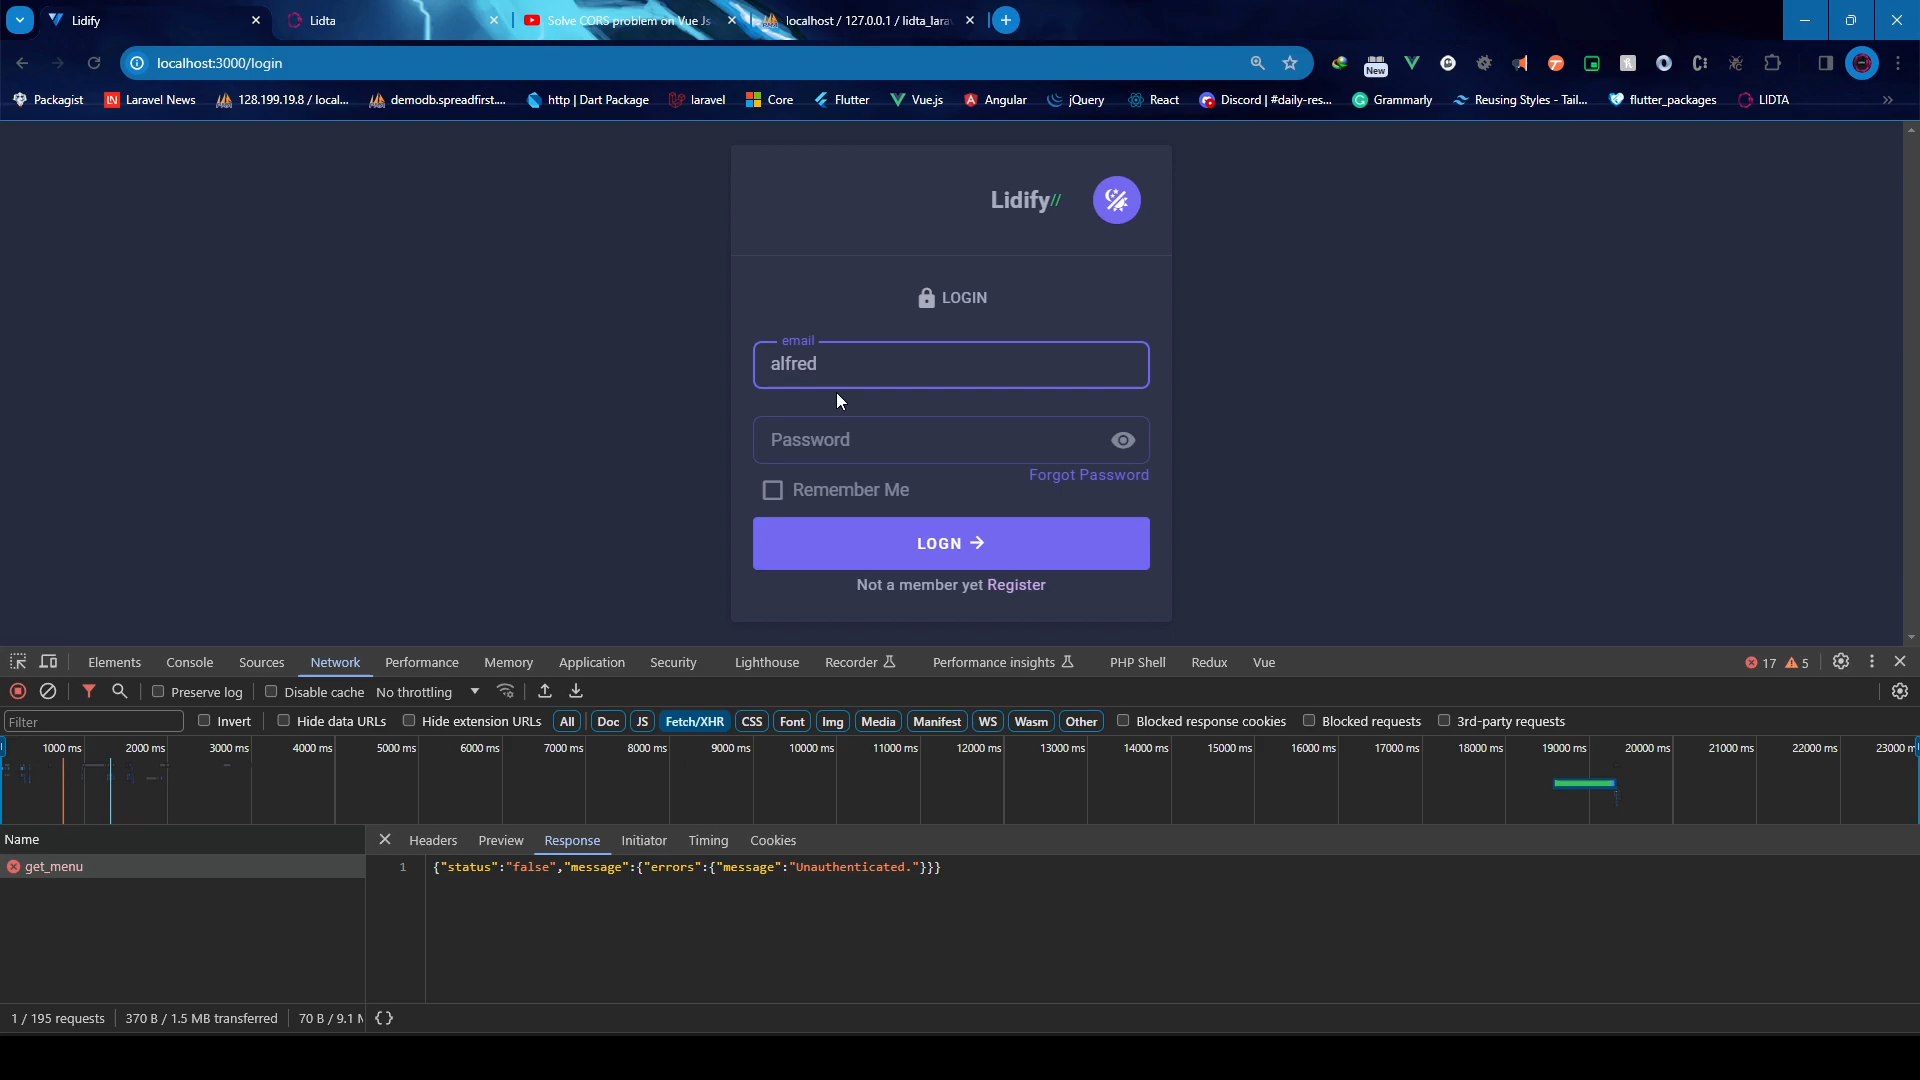 Lidify
Lidta
Solve CORS problem on Vue Js
localhost / 127.0.0.1 / lidta_lara
localhost:3000/login
New
Packagist
Laravel News
128.199.19.8 / local...
demodb.spreadfirst....
http | Dart Package
laravel
Core
Flutter
Vue.js
Angular
jQuery
React
Discord | #daily-res...
Grammarly
Reusing Styles - Tail...
flutter_packages
LIDTA
Lidify//
LOGIN
email
alfred
Password
Forgot Password
Remember Me
LOGN
Not a member yet Register
Elements
Console
Sources
Network
Performance
Memory
Application
Security
Lighthouse
Recorder
Performance insights
PHP Shell
Redux
Vue
17
5
Preserve log
Disable cache
No throttling
Filter
Invert
Hide data URLs
Hide extension URLs
All
Doc
JS
Fetch/XHR
CSS
Font
Img
Media
Manifest
WS
Wasm
Other
Blocked response cookies
Blocked requests
3rd-party requests
1000 ms
2000 ms
3000 ms
4000 ms
5000 ms
6000 ms
7000 ms
8000 ms
9000 ms
10000 ms
11000 ms
12000 ms
13000 ms
14000 ms
15000 ms
16000 ms
17000 ms
18000 ms
19000 ms
20000 ms
21000 ms
22000 ms
23000 m
Name
Headers
Preview
Response
Initiator
Timing
Cookies
get_menu
1
{"status":"false","message":{"errors":{"message":"Unauthenticated."}}}
1 / 195 requests
370 B / 1.5 MB transferred
70 B / 9.1
{}